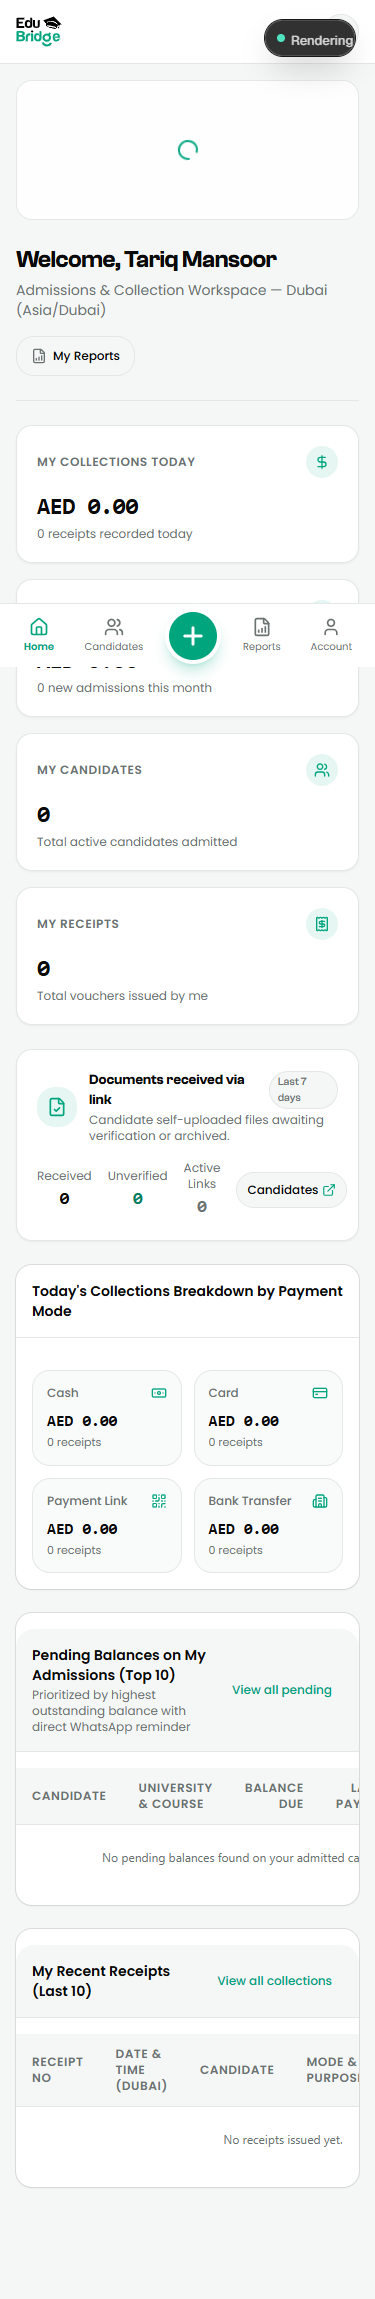 Edu
Bridge
Rendering
Welcome, Tariq Mansoor
Admissions & Collection Workspace — Dubai
(Asia/Dubai)
My Reports
MY COLLECTIONS TODAY
AED 0.00
0 receipts recorded today
Home
Candidates
Reports
Account
0 new admissions this month
MY CANDIDATES
0
Total active candidates admitted
MY RECEIPTS
0
Total vouchers issued by me
Documents received via
link
Last 7
days
Candidate self-uploaded files awaiting
verification or archived.
Received
Unverified
Active
Links
0
0
0
Candidates
Today's Collections Breakdown by Payment
Mode
Cash
AED 0.00
0 receipts
Card
AED 0.00
0 receipts
Payment Link
AED 0.00
0 receipts
Bank Transfer
AED 0.00
0 receipts
Pending Balances on My
Admissions (Top 10)
Prioritized by highest
outstanding balance with
direct WhatsApp reminder
View all pending
CANDIDATE
UNIVERSITY
& COURSE
BALANCE
DUE
No pending balances found on your admitted
My Recent Receipts
(Last 10)
View all collections
RECEIPT
NO
DATE &
TIME
(DUBAI)
CANDIDATE
MODE &
No receipts issued yet.